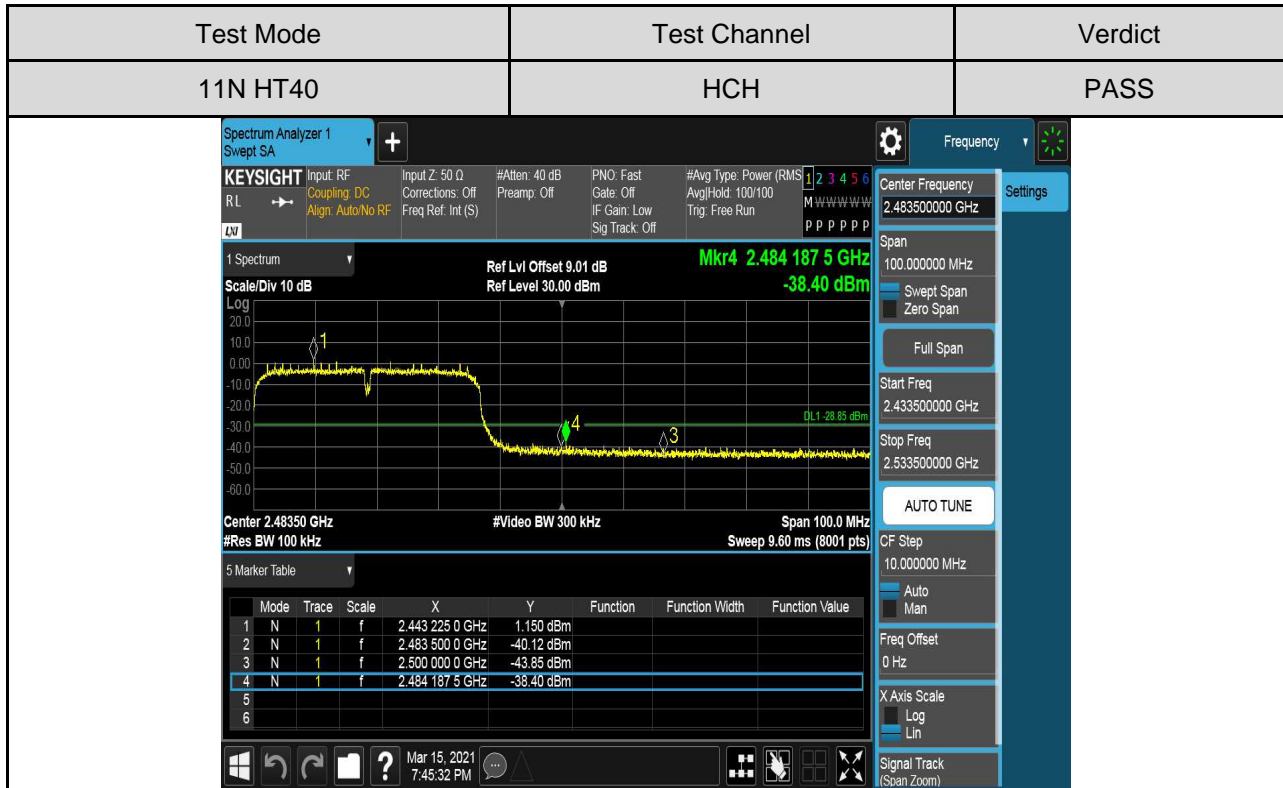 Test Mode Test Channel Verdict
11N HT40 HCH PASS
Spectrum Analyzer 1
Swept SA
+
Frequency
KEYSIGHT Input: RF Input Z: 50 Ω #Atten: 40 dB PNO: Fast #Avg Type: Power (RMS 1 2 3 4 5 6
RL Coupling: DC Corrections: Off Preamp: Off Gate: Off Avg|Hold: 100/100 M W W W W W
Align: Auto/No RF Freq Ref: Int (S) IF Gain: Low Trig: Free Run
LXI Sig Track: Off P P P P P P
1 Spectrum
Ref Lvl Offset 9.01 dB Mkr4 2.484 187 5 GHz
Scale/Div 10 dB Ref Level 30.00 dBm -38.40 dBm
Log
20.0
10.0
0.00
-10.0
-20.0
-30.0
-40.0
-50.0
-60.0
1
4
3
DL1 -28.85 dBm
Center 2.48350 GHz #Video BW 300 kHz Span 100.0 MHz
#Res BW 100 kHz Sweep 9.60 ms (8001 pts)
5 Marker Table
Mode Trace Scale X Y Function Function Width Function Value
1 N 1 f 2.443 225 0 GHz 1.150 dBm
2 N 1 f 2.483 500 0 GHz -40.12 dBm
3 N 1 f 2.500 000 0 GHz -43.85 dBm
4 N 1 f 2.484 187 5 GHz -38.40 dBm
5
6
? Mar 15, 2021
7:45:32 PM
Center Frequency
2.483500000 GHz
Settings
Span
100.000000 MHz
Swept Span
Zero Span
Full Span
Start Freq
2.433500000 GHz
Stop Freq
2.533500000 GHz
AUTO TUNE
CF Step
10.000000 MHz
Auto
Man
Freq Offset
0 Hz
X Axis Scale
Log
Lin
Signal Track
(Span Zoom)